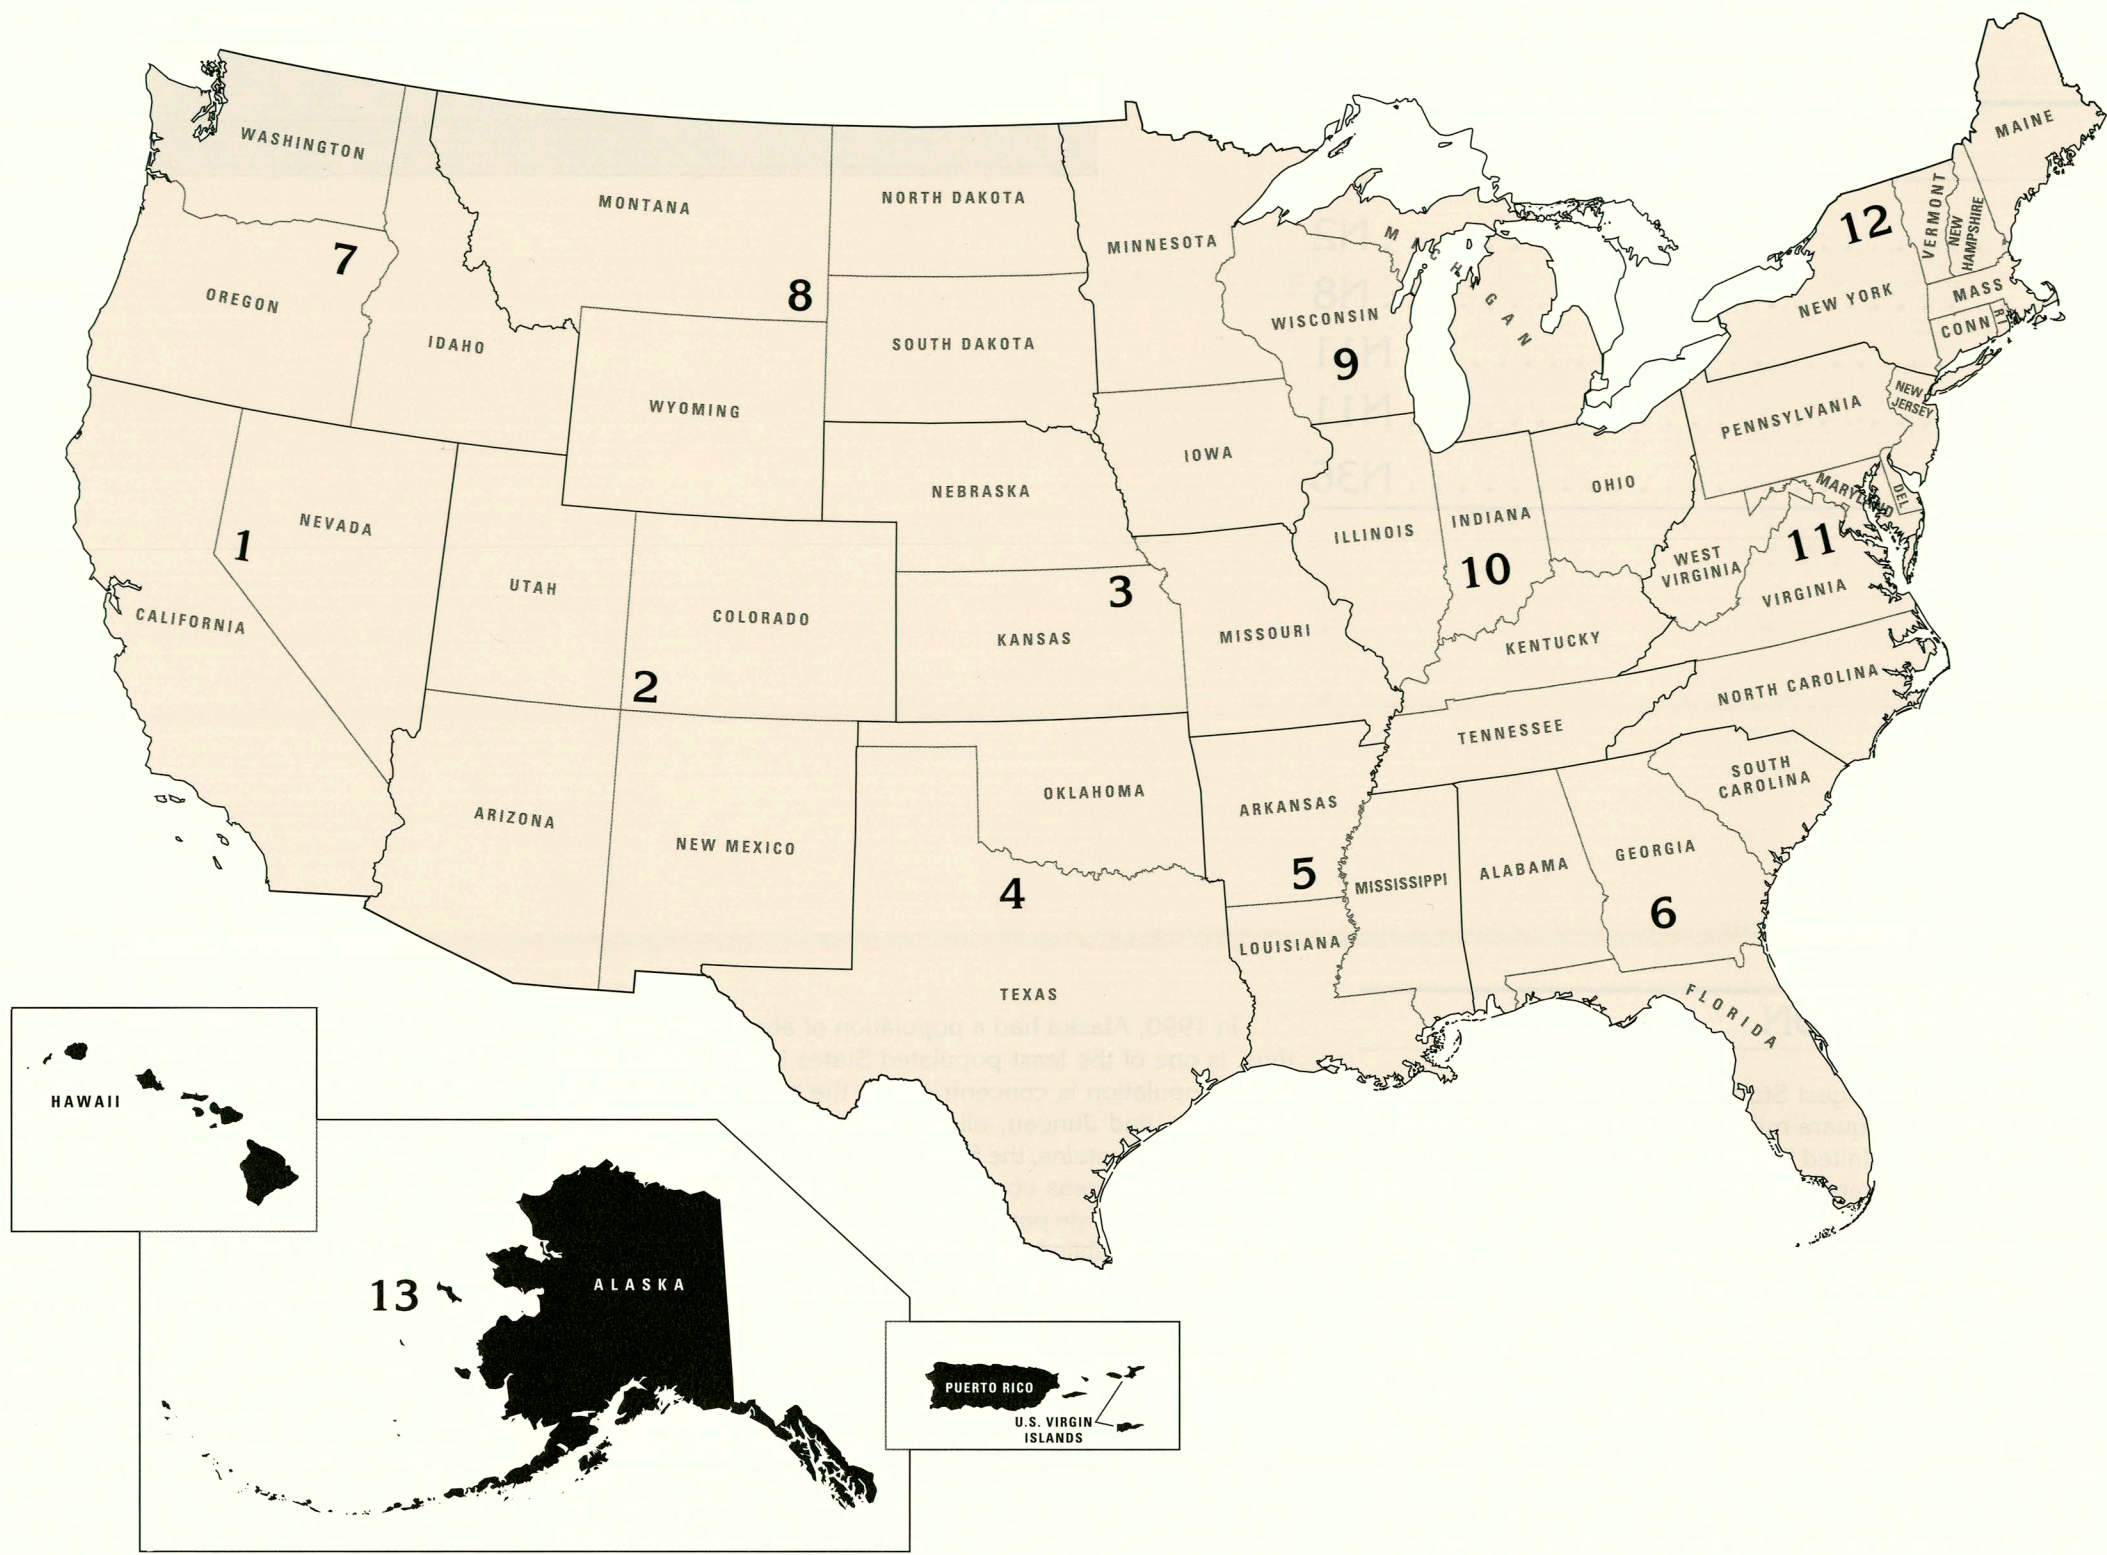 MAINE
WASHINGTON
MONTANA
NORTH DAKOTA
MINNESOTA
VERMONT
NEW
HAMPSHIRE
12
7
OREGON
IDAHO
8
SOUTH DAKOTA
WISCONSIN
9
MICHIGAN
NEW YORK
MASS
CONN
RI
WYOMING
NEBRASKA
IOWA
PENNSYLVANIA
NEW
JERSEY
1
NEVADA
UTAH
CALIFORNIA
COLORADO
2
3
KANSAS
MISSOURI
ILLINOIS
INDIANA
10
OHIO
WEST
VIRGINIA
MARYLAND
DEL
11
VIRGINIA
KENTUCKY
NORTH CAROLINA
TENNESSEE
SOUTH
CAROLINA
ARIZONA
NEW MEXICO
OKLAHOMA
4
TEXAS
ARKANSAS
5
LOUISIANA
MISSISSIPPI
ALABAMA
GEORGIA
6
FLORIDA
HAWAII
13
ALASKA
PUERTO RICO
U.S. VIRGIN
ISLANDS